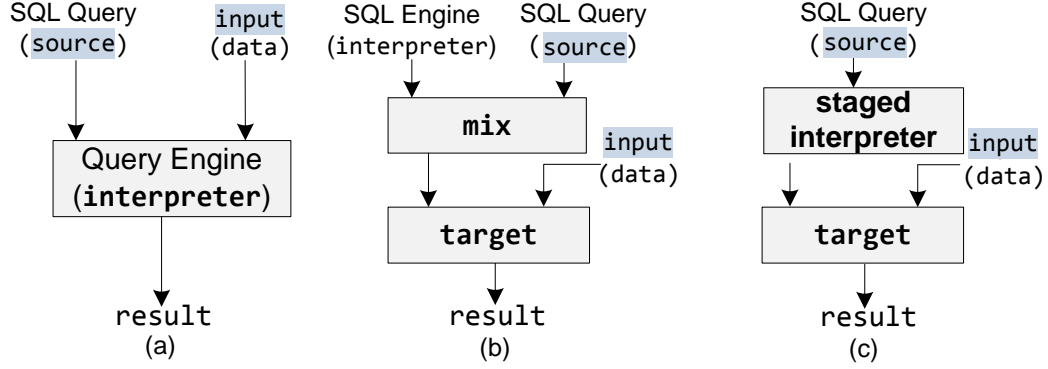 SQL Query
(source)
input
(data)
Query Engine
(interpreter)
result
(a)
SQL Engine
(interpreter)
SQL Query
(source)
mix
input
(data)
target
result
(b)
SQL Query
(source)
staged
interpreter
input
(data)
target
result
(c)